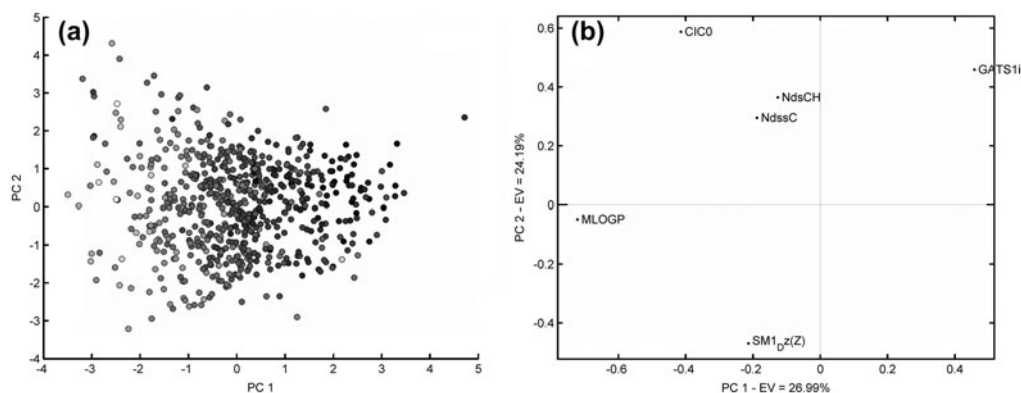 (a)
5
4
3
2
1
0
-1
-2
-3
-4
PC 2
-4 -3 -2 -1 0 1 2 3 4 5
PC 1
(b)
0.6
0.4
0.2
0
-0.2
-0.4
PC 2 - EV = 24.19%
CIC0
GATS1i
NdsCH
NdssC
MLOGP
SM1_Dz(Z)
-0.6 -0.4 -0.2 0 0.2 0.4
PC 1 - EV = 26.99%